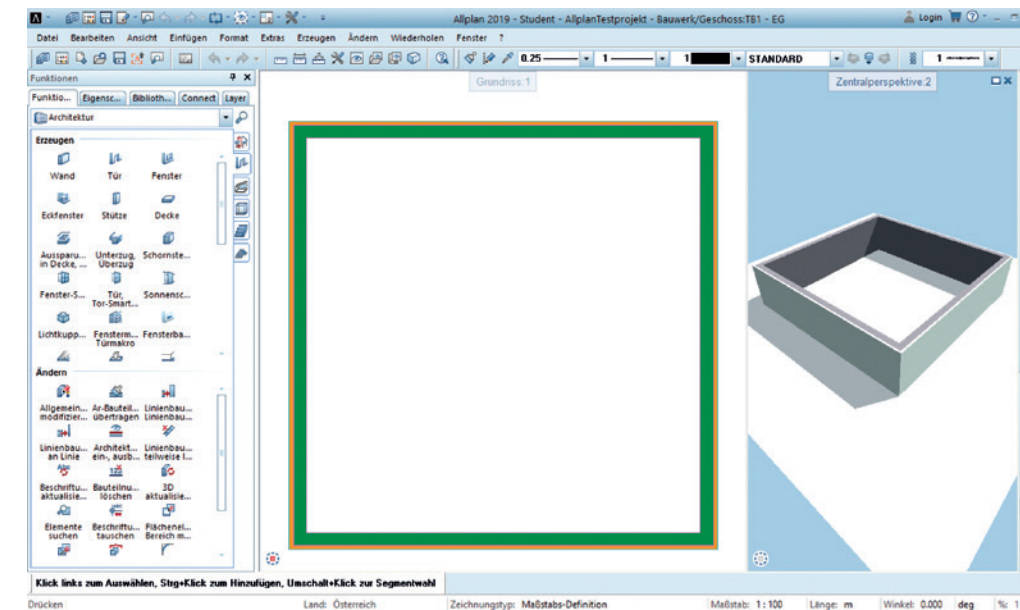 Allplan 2019 - Student - AllplanTestprojekt - Bauwerk/Geschoss:TB1 - EG
Login
Datei Bearbeiten Ansicht Einfügen Format Extras Erzeugen Ändern Wiederholen Fenster ?
0.25 1 1 STANDARD 1
Funktionen
Funktio... Eigensc... Biblioth... Connect Layer
Architektur
Erzeugen
Wand Tür Fenster
Eckfenster Stütze Decke
Aussparu... Unterzug, Schornste...
in Decke, ... Überzug
Fenster-S... Tür, Sonnensc...
Tor-Smart...
Lichtkupp... Fensterm... Fensterba...
Türmakro
Ändern
Allgemein... Ar-Bauteil... Linienbau...
modifizier... übertragen Linienbau...
Linienbau... Architekt... Linienbau...
an Linie ein-, ausb... teilweise l...
Beschriftu... Bauteilnu... 3D
aktualisie... löschen aktualisie...
Elemente Beschriftu... Flächenel...
suchen tauschen Bereich m...
Grundriss:1
Zentralperspektive:2
Klick links zum Auswählen, Strg+Klick zum Hinzufügen, Umschalt+Klick zur Segmentwahl
Drücken Land: Österreich Zeichnungstyp: Maßstabs-Definition Maßstab: 1:100 Länge: m Winkel: 0.000 deg %: 1